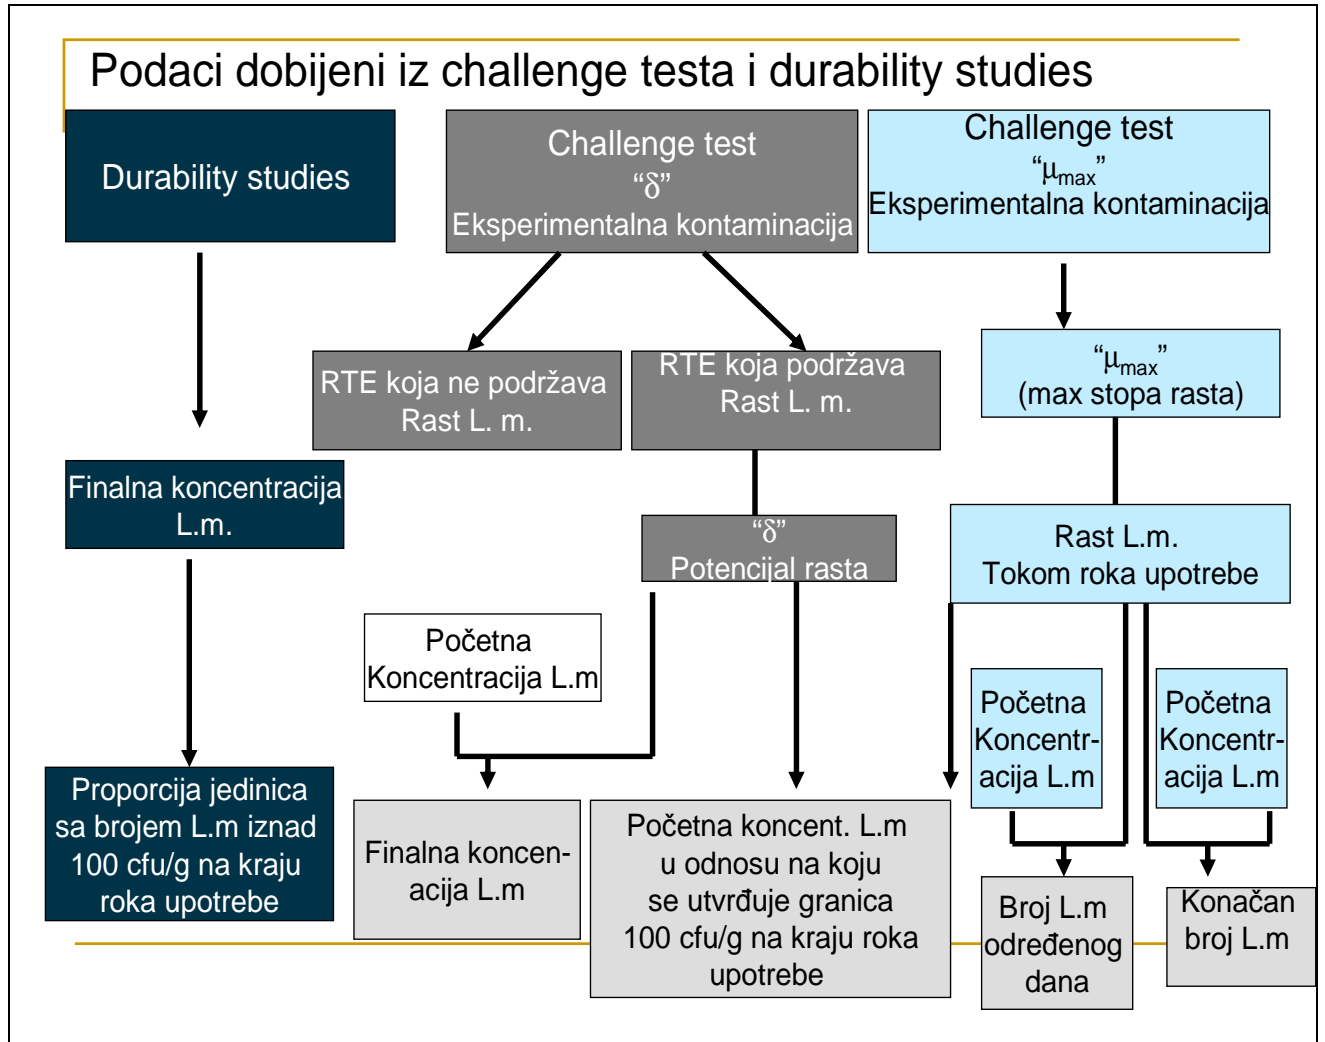 Podaci dobijeni iz challenge testa i durability studies
Durability studies
Challenge test
“δ”
Eksperimentalna kontaminacija
Challenge test
“μmax”
Eksperimentalna kontaminacija
RTE koja ne podržava
Rast L. m.
RTE koja podržava
Rast L. m.
“μmax”
(max stopa rasta)
Finalna koncentracija
L.m.
“δ”
Potencijal rasta
Rast L.m.
Tokom roka upotrebe
Početna
Koncentracija L.m
Početna
Koncentr-
acija L.m
Početna
Koncentr-
acija L.m
Proporcija jedinica
sa brojem L.m iznad
100 cfu/g na kraju
roka upotrebe
Finalna koncen-
acija L.m
Početna koncent. L.m
u odnosu na koju
se utvrđuje granica
100 cfu/g na kraju roka
upotrebe
Broj L.m
određenog
dana
Konačan
broj L.m